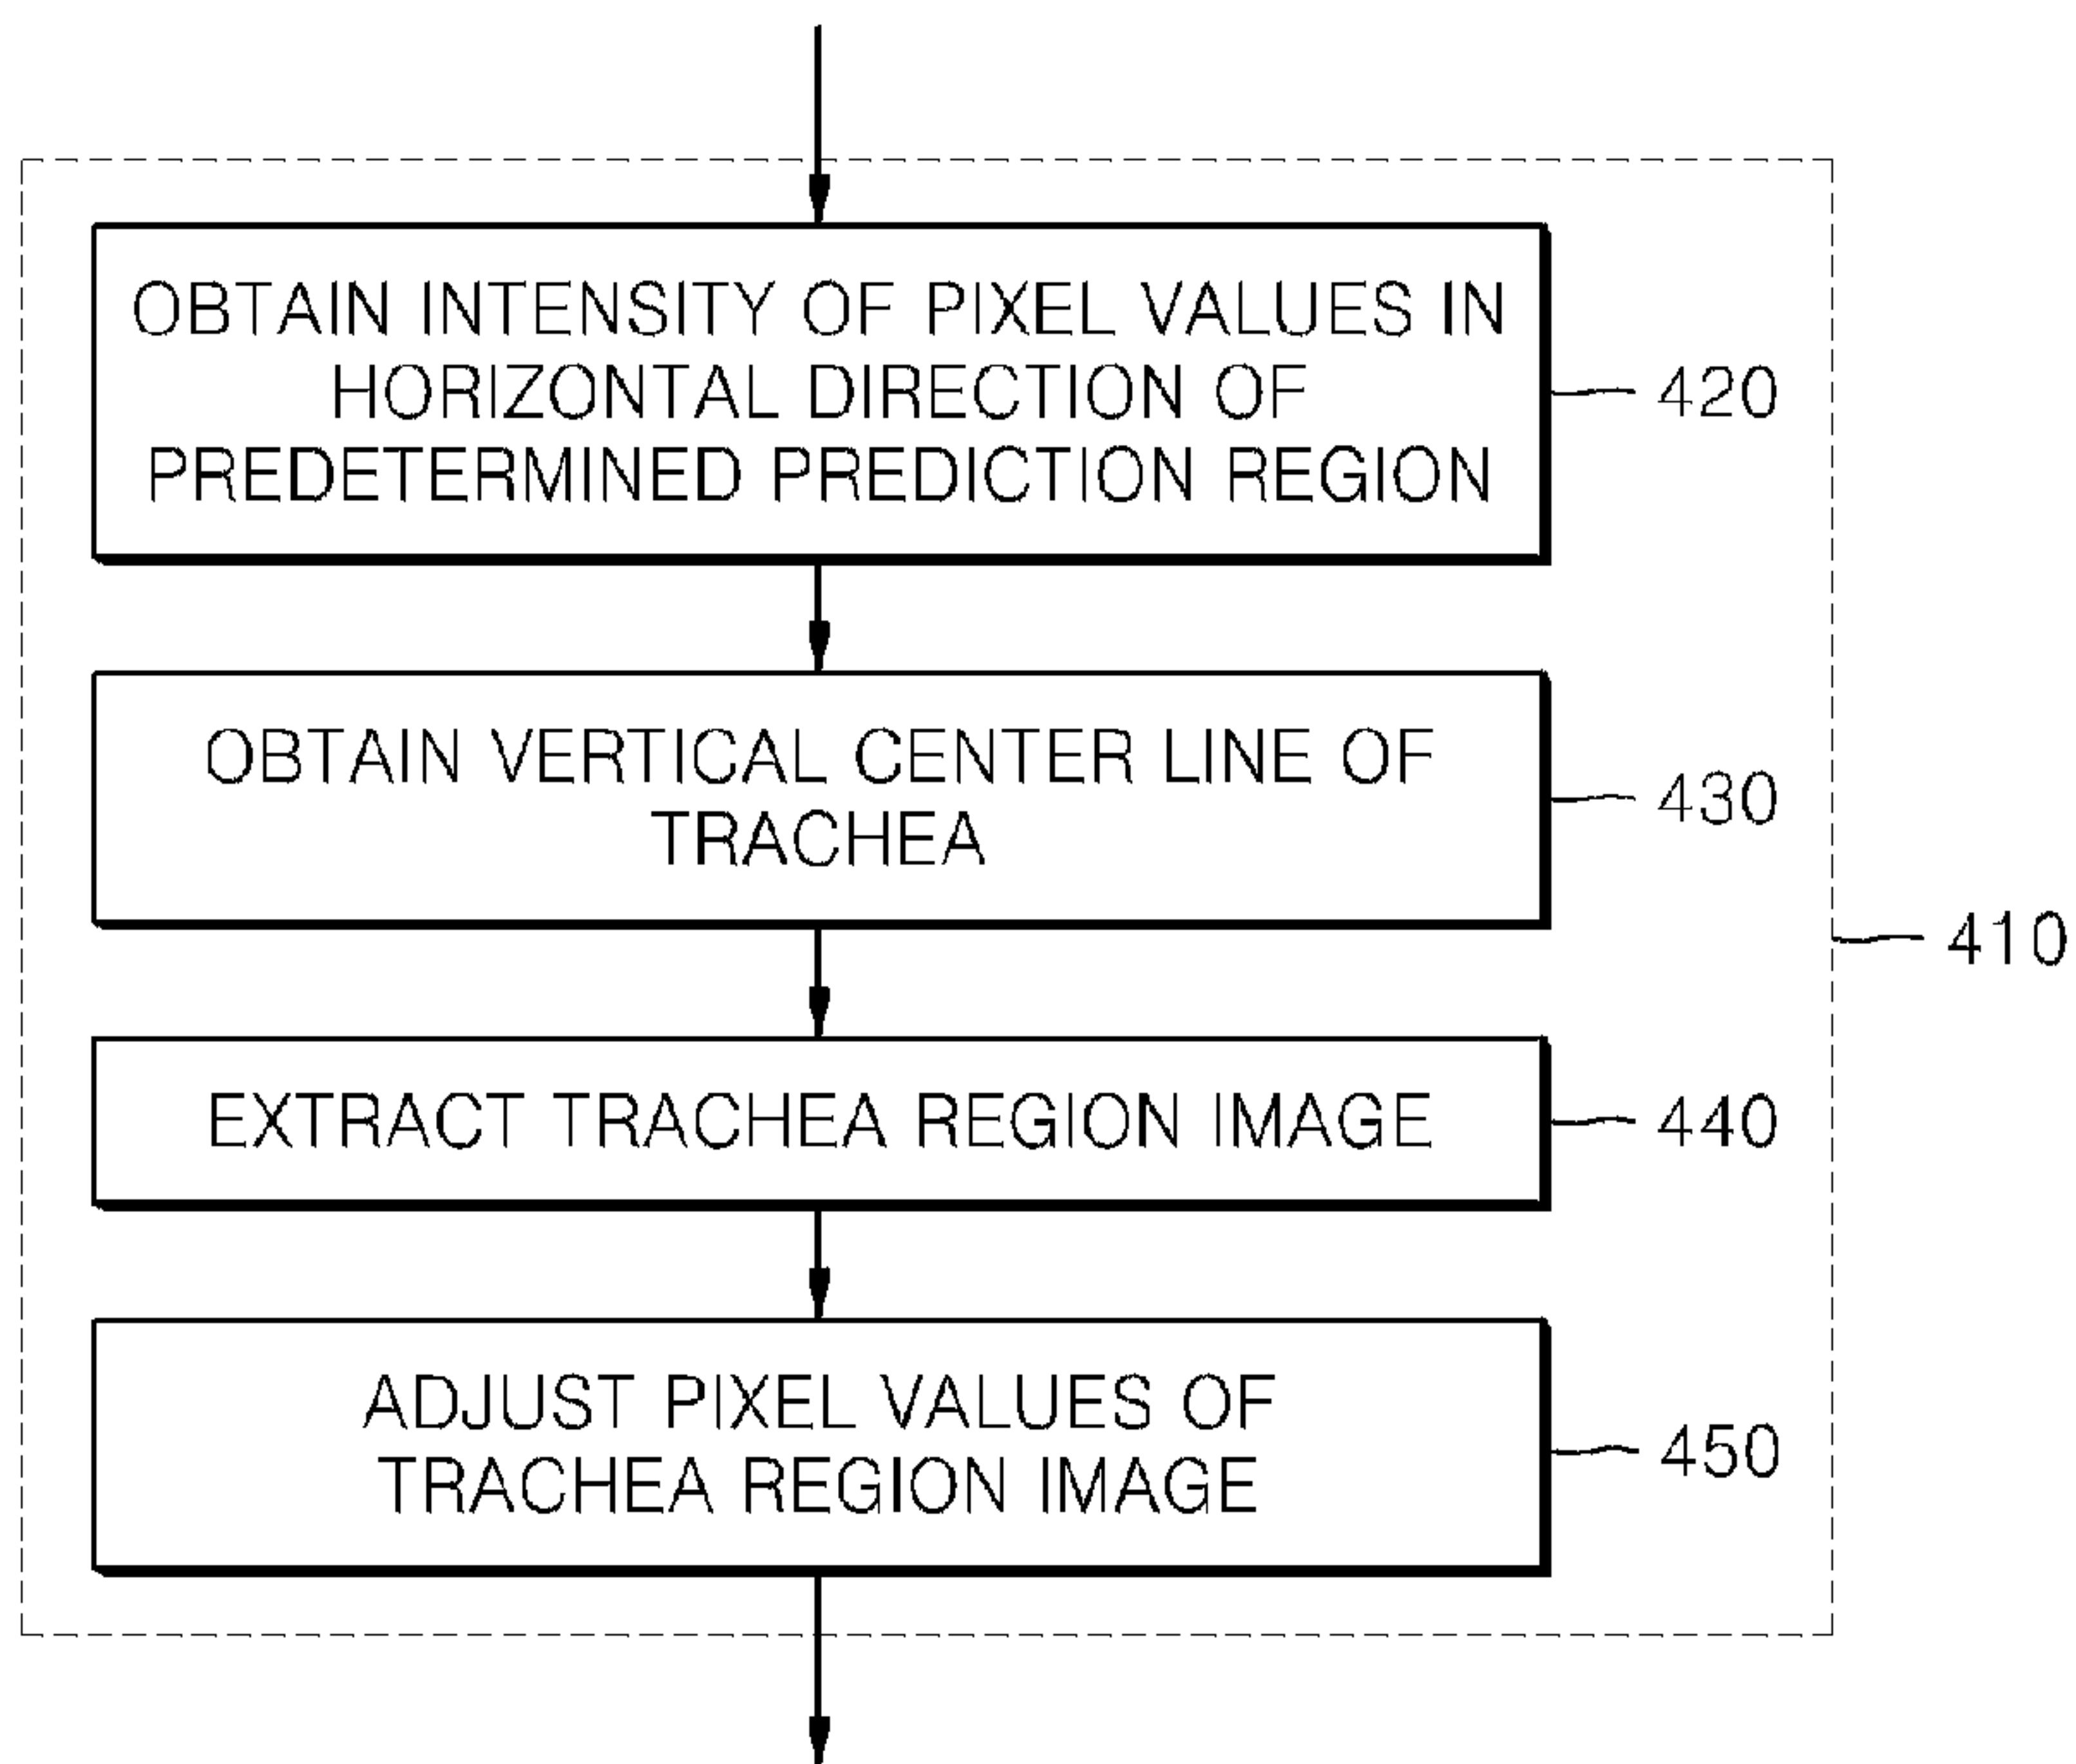 OBTAIN INTENSITY OF PIXEL VALUES IN
HORIZONTAL DIRECTION OF
PREDETERMINED PREDICTION REGION
420
OBTAIN VERTICAL CENTER LINE OF
TRACHEA
430
410
EXTRACT TRACHEA REGION IMAGE
440
ADJUST PIXEL VALUES OF
TRACHEA REGION IMAGE
450